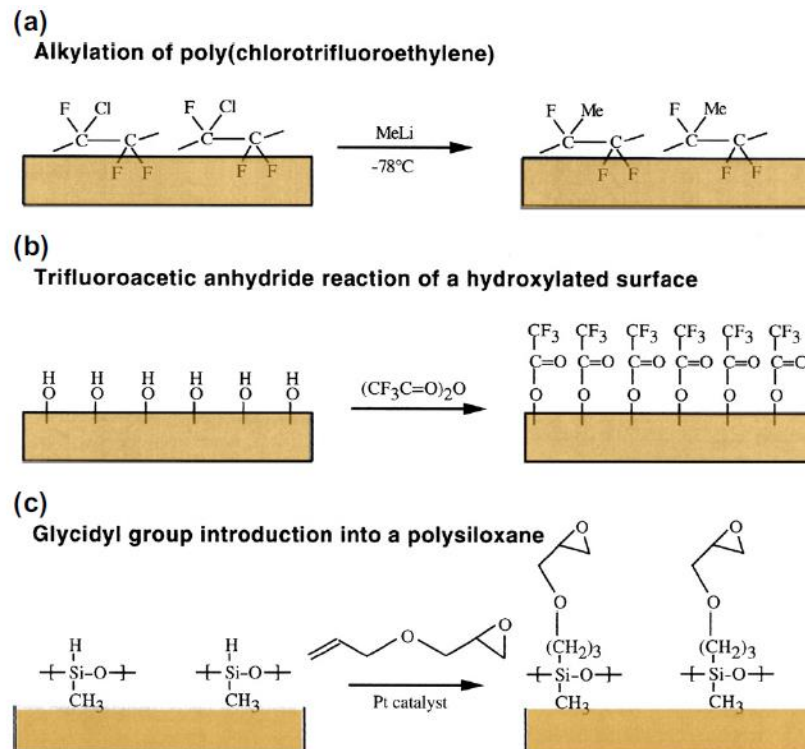 (a)
Alkylation of poly(chlorotrifluoroethylene)
F Cl F Cl F Me F Me
C C C C MeLi C C C C
-78°C
F F F F F F F F
(b)
Trifluoroacetic anhydride reaction of a hydroxylated surface
CF3 CF3 CF3 CF3 CF3 CF3
H H H H H H C=O C=O C=O C=O C=O C=O
O O O O O O (CF3C=O)2O O O O O O O
(c)
Glycidyl group introduction into a polysiloxane
O O
O O
H H O O (CH2)3 (CH2)3
Si-O Si-O Si-O Si-O
CH3 CH3 Pt catalyst CH3 CH3